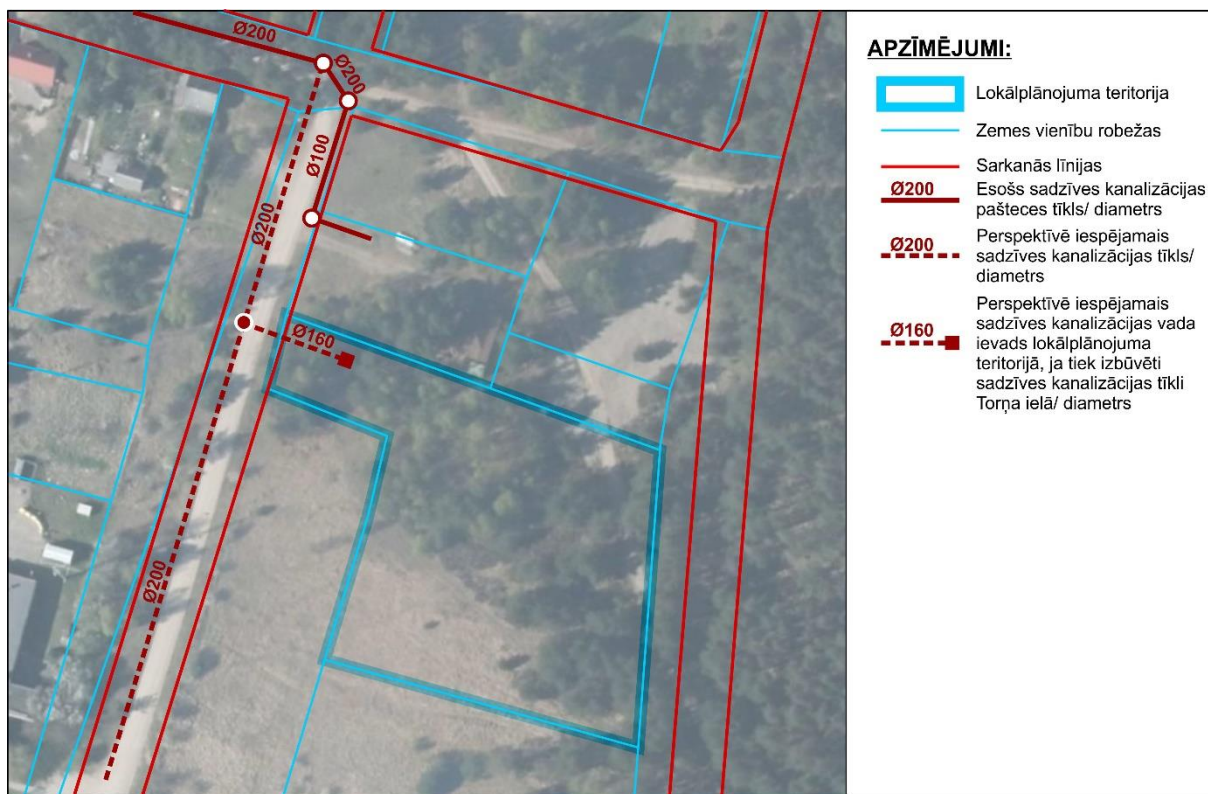 Ø200
Ø200
Ø100
Ø200
Ø160
Ø200
APZĪMĒJUMI:
Lokālplānojuma teritorija
Zemes vienību robežas
Sarkanās līnijas
Ø200
Esošs sadzīves kanalizācijas
pašteces tīkls/ diametrs
Ø200
Perspektīvē iespējamais
sadzīves kanalizācijas tīkls/
diametrs
Ø160
Perspektīvē iespējamais
sadzīves kanalizācijas vada
ievads lokālplānojuma
teritorijā, ja tiek izbūvēti
sadzīves kanalizācijas tīkli
Torņa ielā/ diametrs